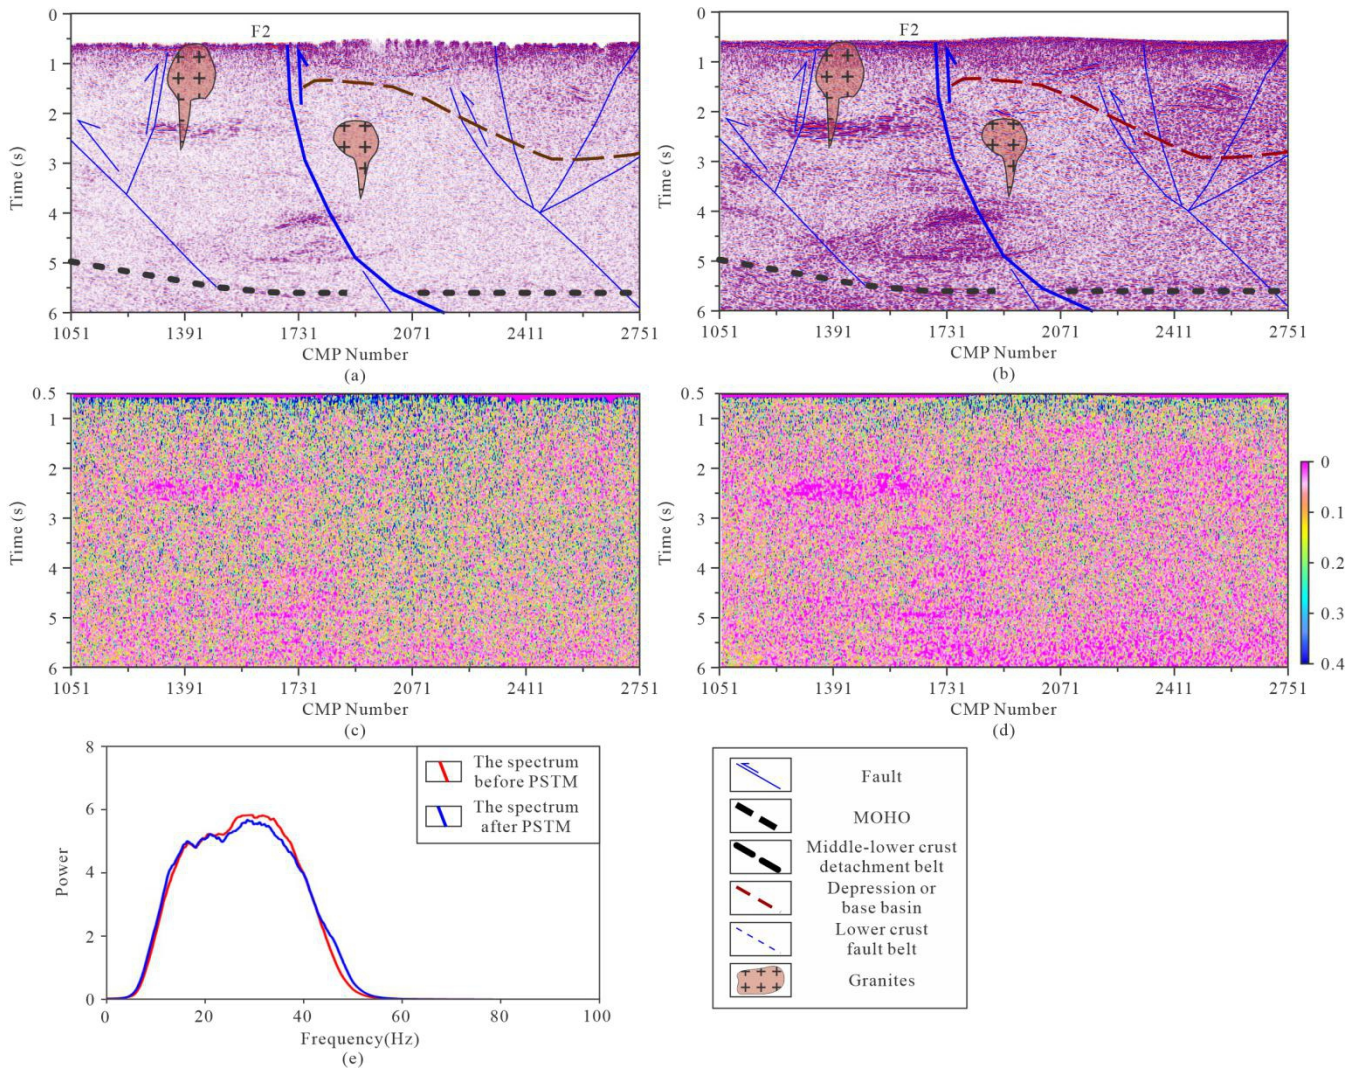 F2
0
1
2
3
4
5
6
Time (s)
1051
1391
1731
2071
2411
2751
CMP Number
(a)
F2
0
1
2
3
4
5
6
Time (s)
1051
1391
1731
2071
2411
2751
CMP Number
(b)
0.5
1
2
3
4
5
6
Time (s)
1051
1391
1731
2071
2411
2751
CMP Number
(c)
0.5
1
2
3
4
5
6
Time (s)
1051
1391
1731
2071
2411
2751
CMP Number
(d)
0
0.1
0.2
0.3
0.4
8
6
4
2
0
Power
The spectrum
before PSTM
The spectrum
after PSTM
0
20
40
60
80
100
Frequency(Hz)
(e)
Fault
MOHO
Middle-lower crust
detachment belt
Depression or
base basin
Lower crust
fault belt
Granites